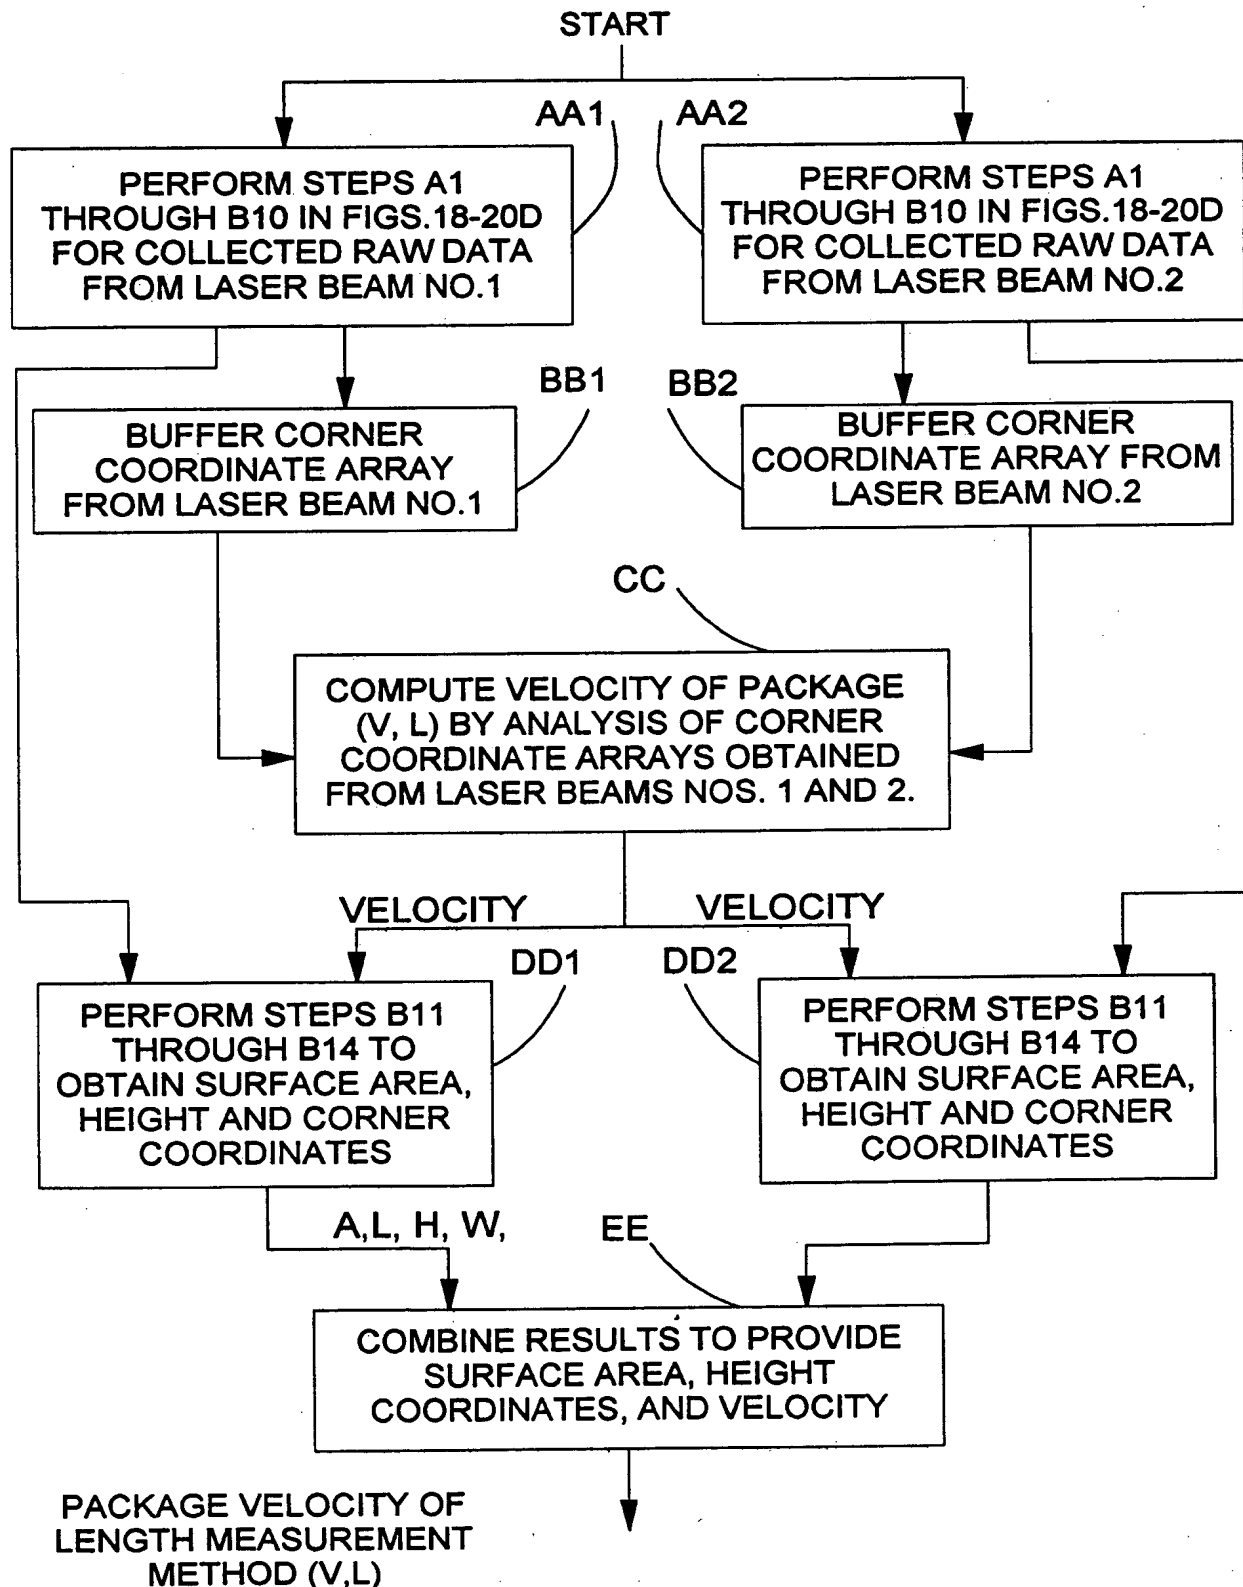 START
AA1
AA2
PERFORM STEPS A1
THROUGH B10 IN FIGS.18-20D
FOR COLLECTED RAW DATA
FROM LASER BEAM NO.1
PERFORM STEPS A1
THROUGH B10 IN FIGS.18-20D
FOR COLLECTED RAW DATA
FROM LASER BEAM NO.2
BB1
BB2
BUFFER CORNER
COORDINATE ARRAY
FROM LASER BEAM NO.1
BUFFER CORNER
COORDINATE ARRAY FROM
LASER BEAM NO.2
CC
COMPUTE VELOCITY OF PACKAGE
(V, L) BY ANALYSIS OF CORNER
COORDINATE ARRAYS OBTAINED
FROM LASER BEAMS NOS. 1 AND 2.
VELOCITY
VELOCITY
DD1
DD2
PERFORM STEPS B11
THROUGH B14 TO
OBTAIN SURFACE AREA,
HEIGHT AND CORNER
COORDINATES
PERFORM STEPS B11
THROUGH B14 TO
OBTAIN SURFACE AREA,
HEIGHT AND CORNER
COORDINATES
A,L, H, W,
EE
COMBINE RESULTS TO PROVIDE
SURFACE AREA, HEIGHT
COORDINATES, AND VELOCITY
PACKAGE VELOCITY OF
LENGTH MEASUREMENT
METHOD (V,L)